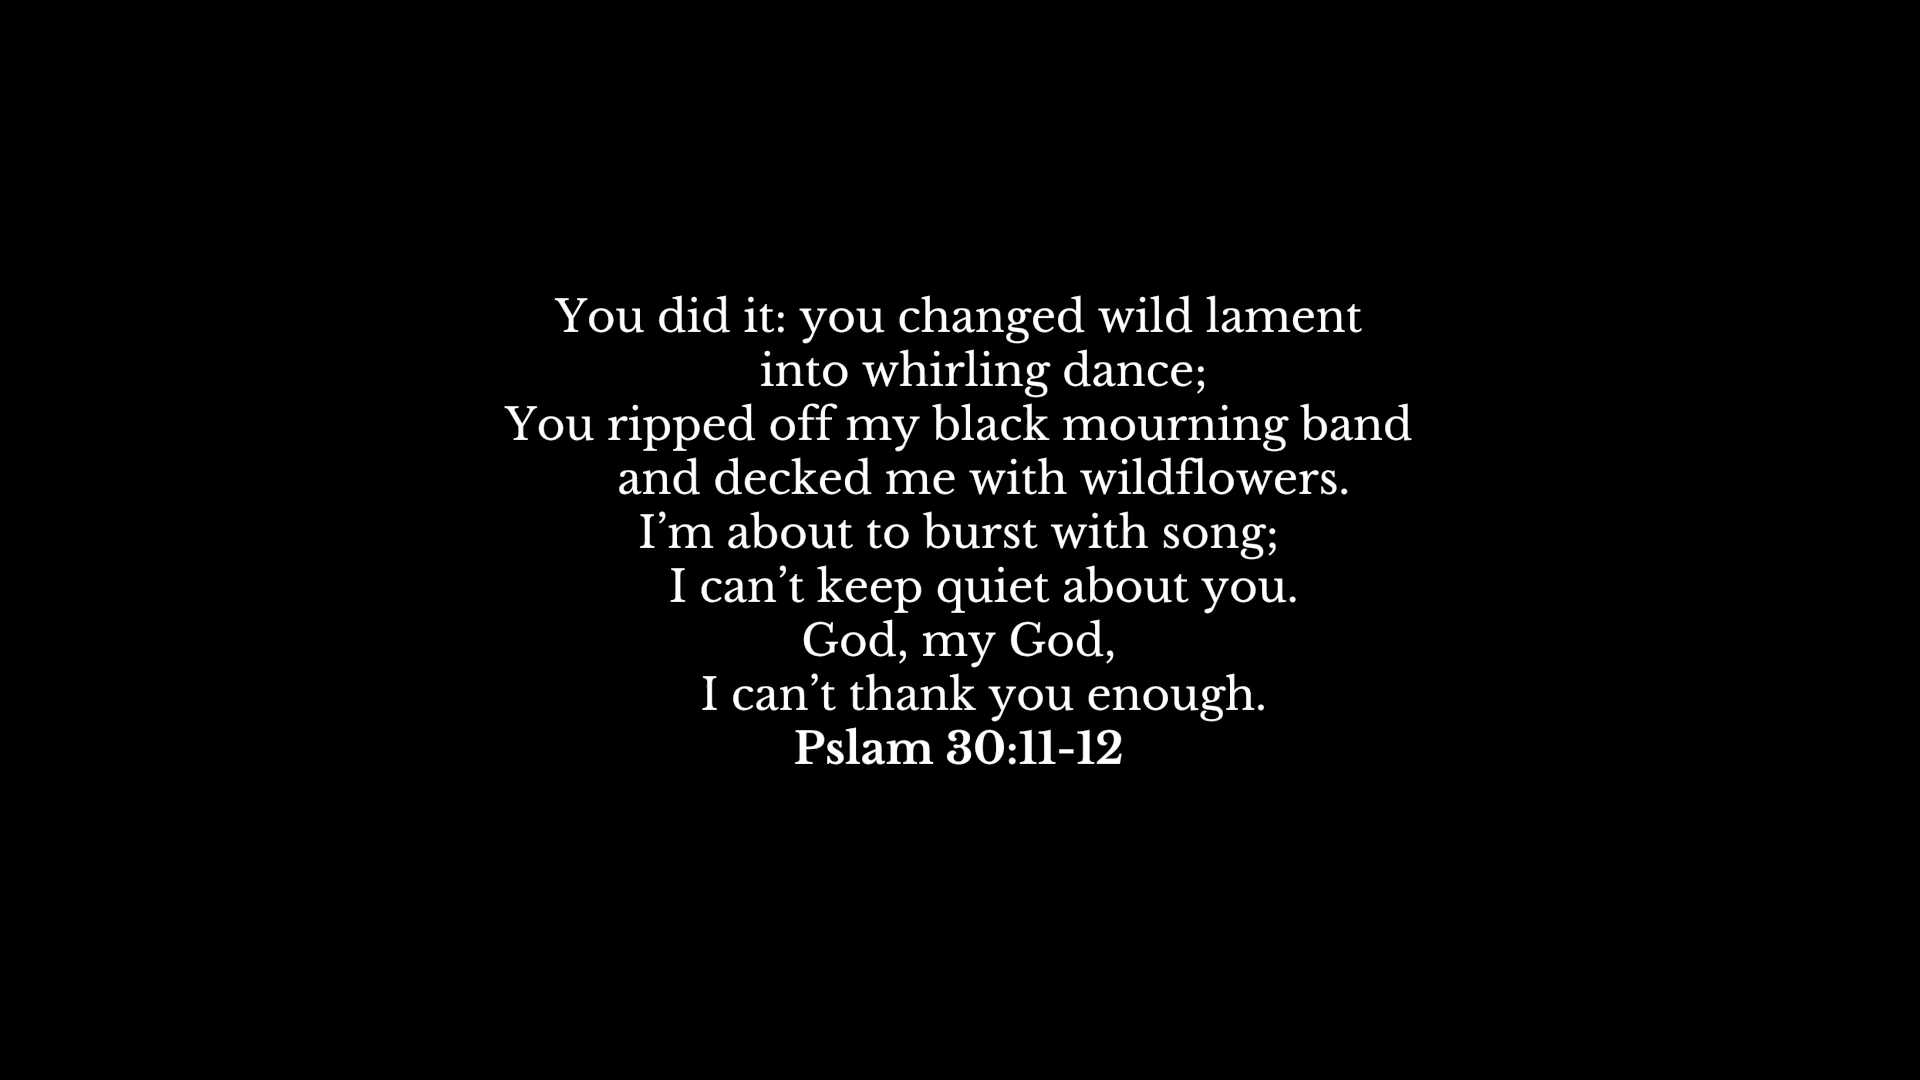 You did it: you changed wild lament
into whirling dance;
You ripped off my black mourning band
and decked me with wildflowers.
I’m about to burst with song;
I can’t keep quiet about you.
God, my God,
I can’t thank you enough.
Pslam 30:11-12